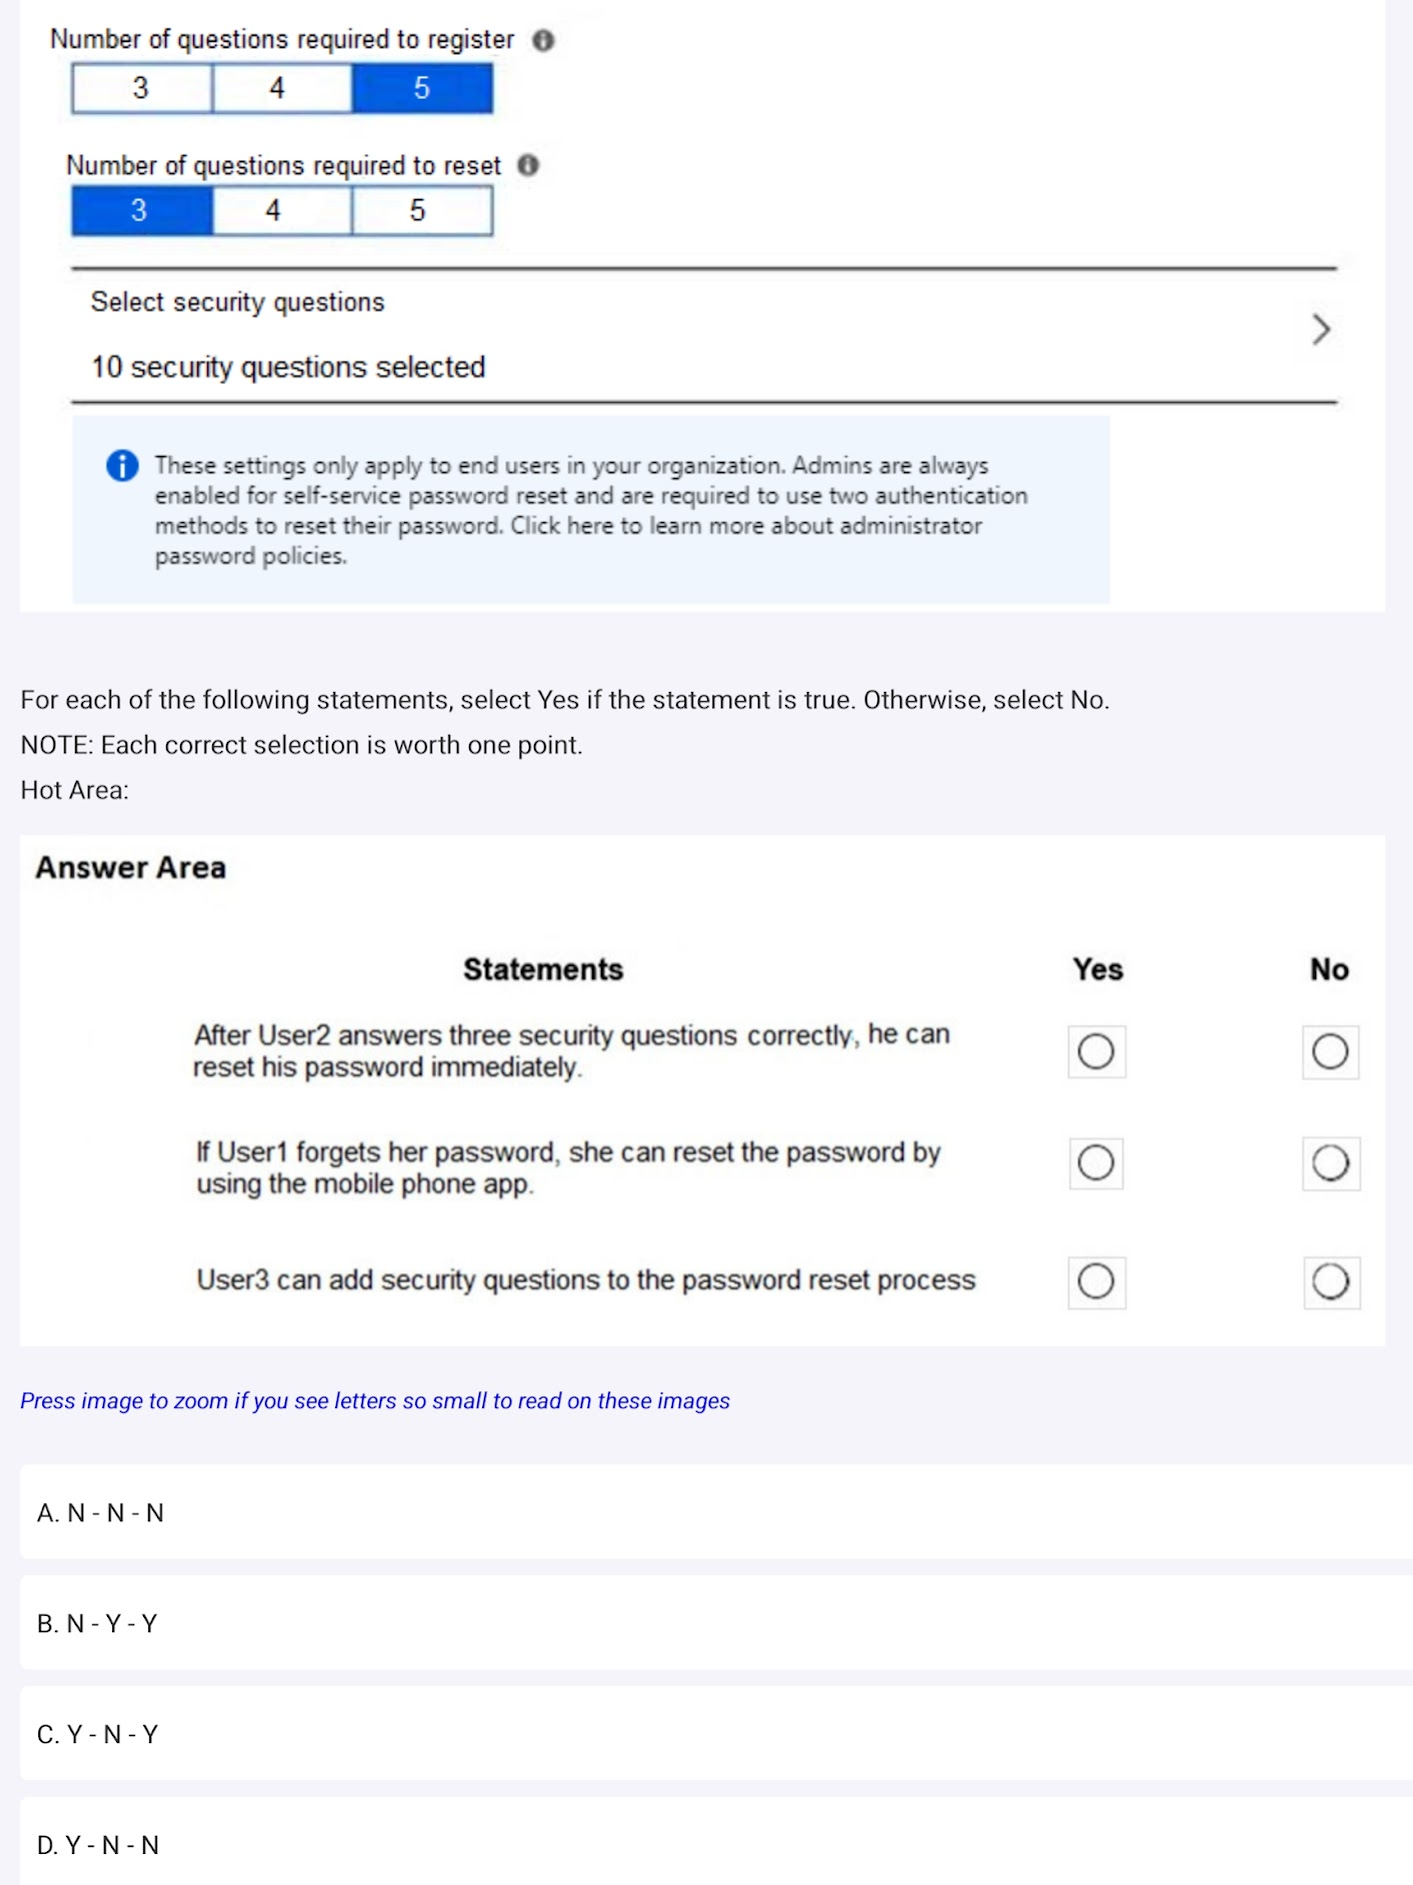 Number of questions required to register
3 4 5
Number of questions required to reset
3 4 5
Select security questions
10 security questions selected
These settings only apply to end users in your organization. Admins are always
enabled for self-service password reset and are required to use two authentication
methods to reset their password. Click here to learn more about administrator
password policies.
For each of the following statements, select Yes if the statement is true. Otherwise, select No.
NOTE: Each correct selection is worth one point.
Hot Area:
Answer Area
Statements Yes No
After User2 answers three security questions correctly, he can
reset his password immediately.
If User1 forgets her password, she can reset the password by
using the mobile phone app.
User3 can add security questions to the password reset process
Press image to zoom if you see letters so small to read on these images
A. N - N - N
B. N - Y - Y
C. Y - N - Y
D. Y - N - N